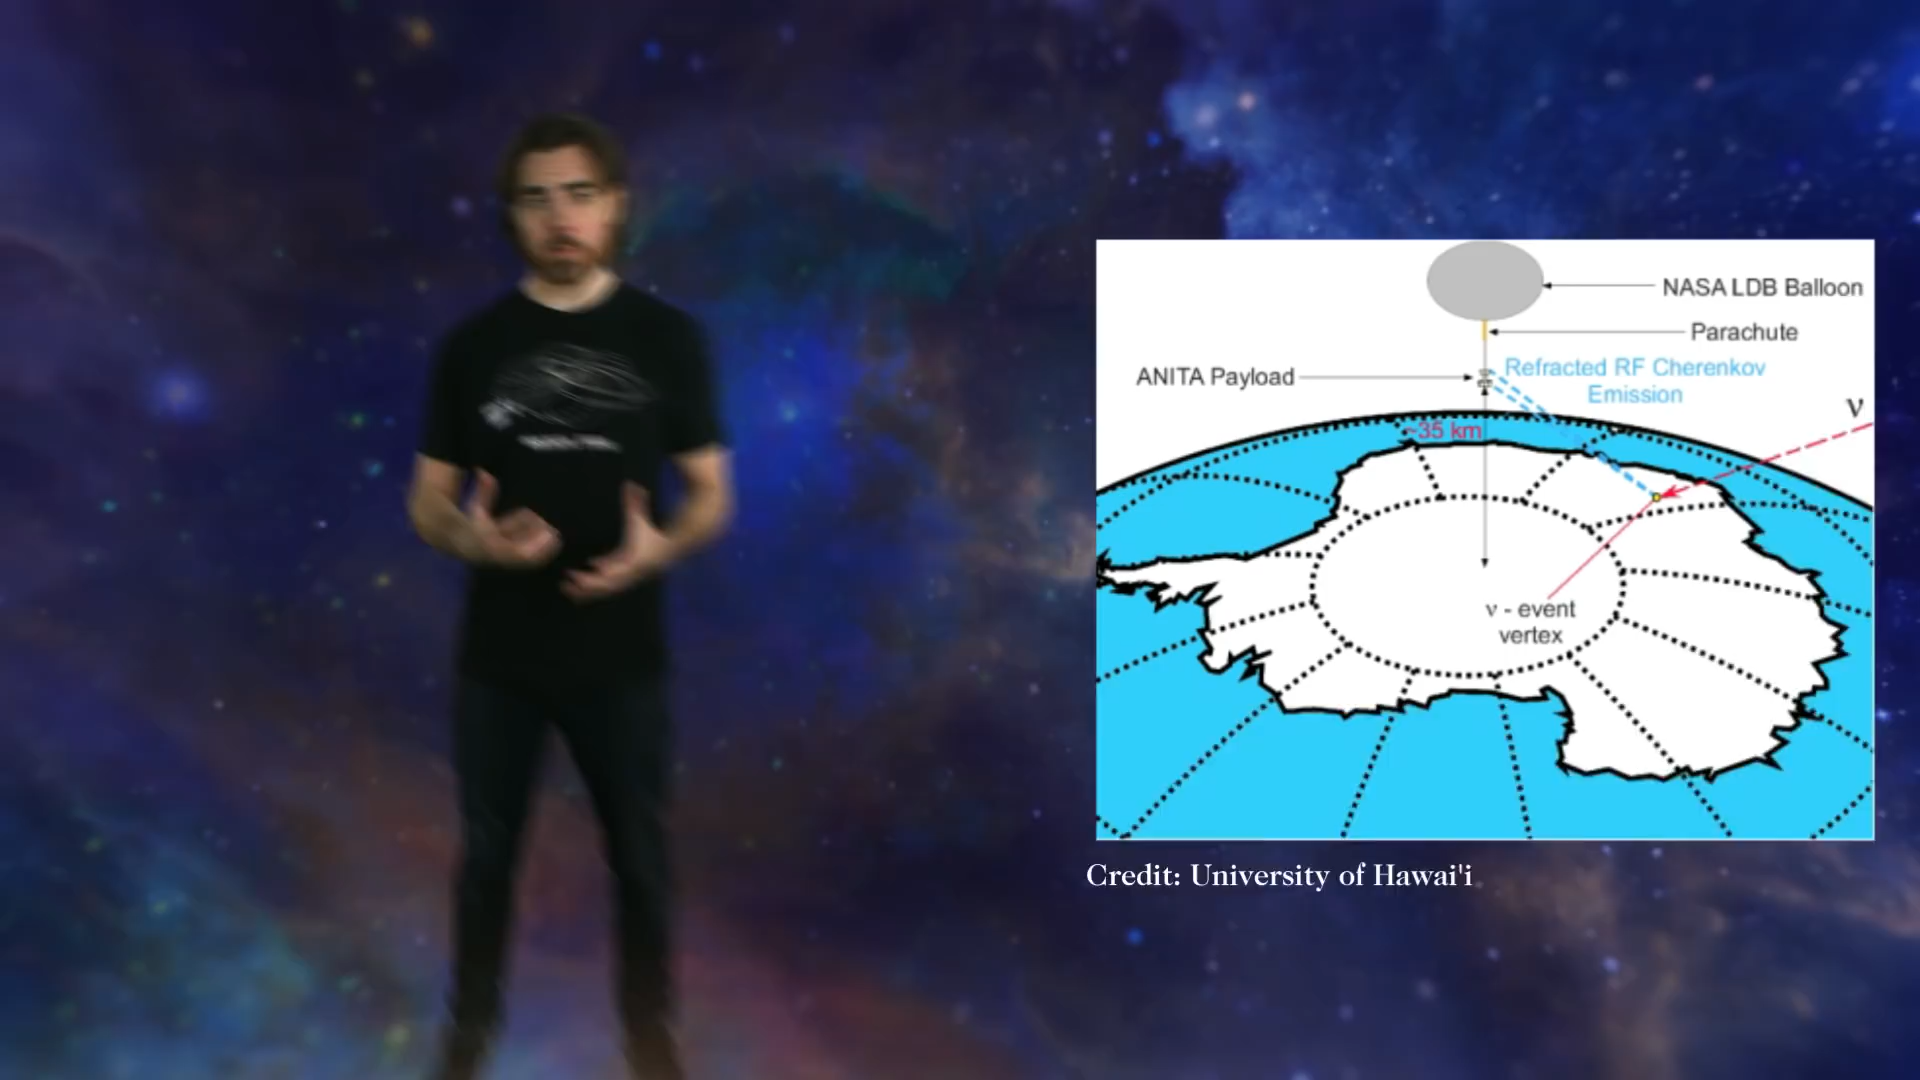 NASA LDB Balloon
Parachute
ANITA Payload
Refracted RF Cherenkov
Emission
ν
~35 km
ν - event
vertex
Credit: University of Hawai'i